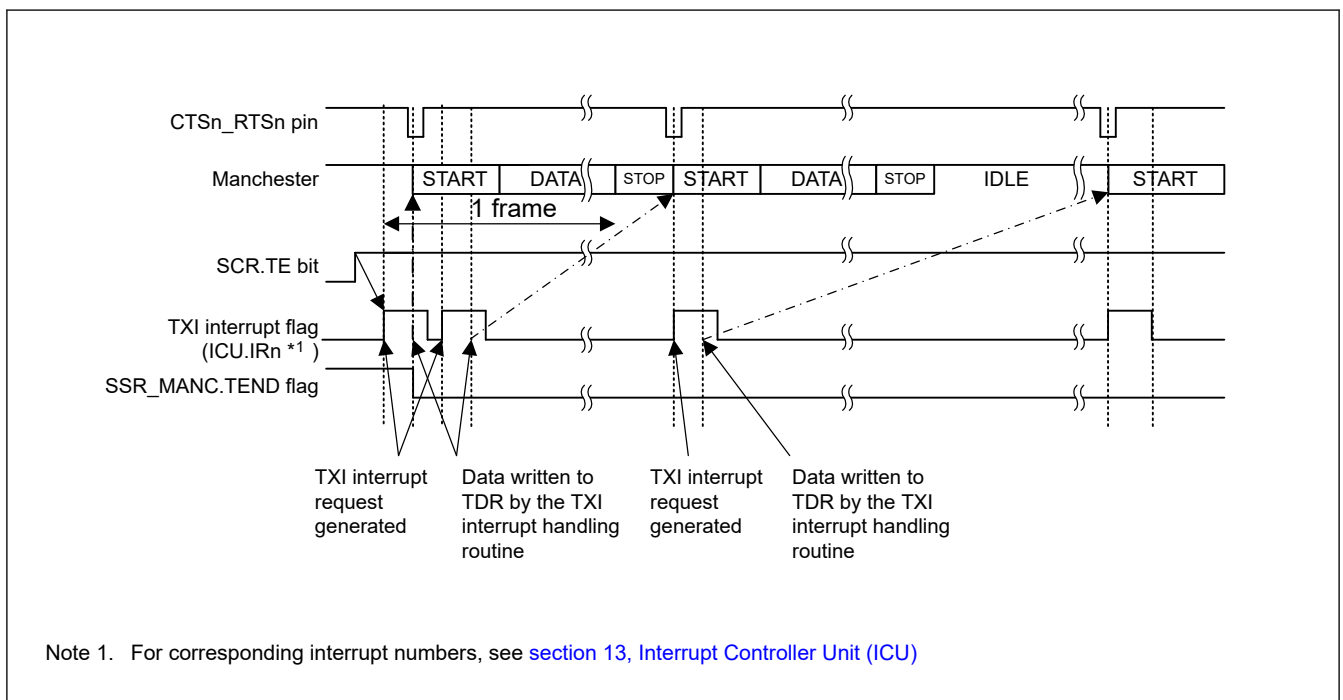 CTSn_RTSn pin
Manchester
START DATA STOP START DATA STOP IDLE START
1 frame
SCR.TE bit
TXI interrupt flag
(ICU.IRn *1 )
SSR_MANC.TEND flag
TXI interrupt
request
generated
Data written to
TDR by the TXI
interrupt handling
routine
TXI interrupt
request
generated
Data written to
TDR by the TXI
interrupt handling
routine
Note 1. For corresponding interrupt numbers, see section 13, Interrupt Controller Unit (ICU)